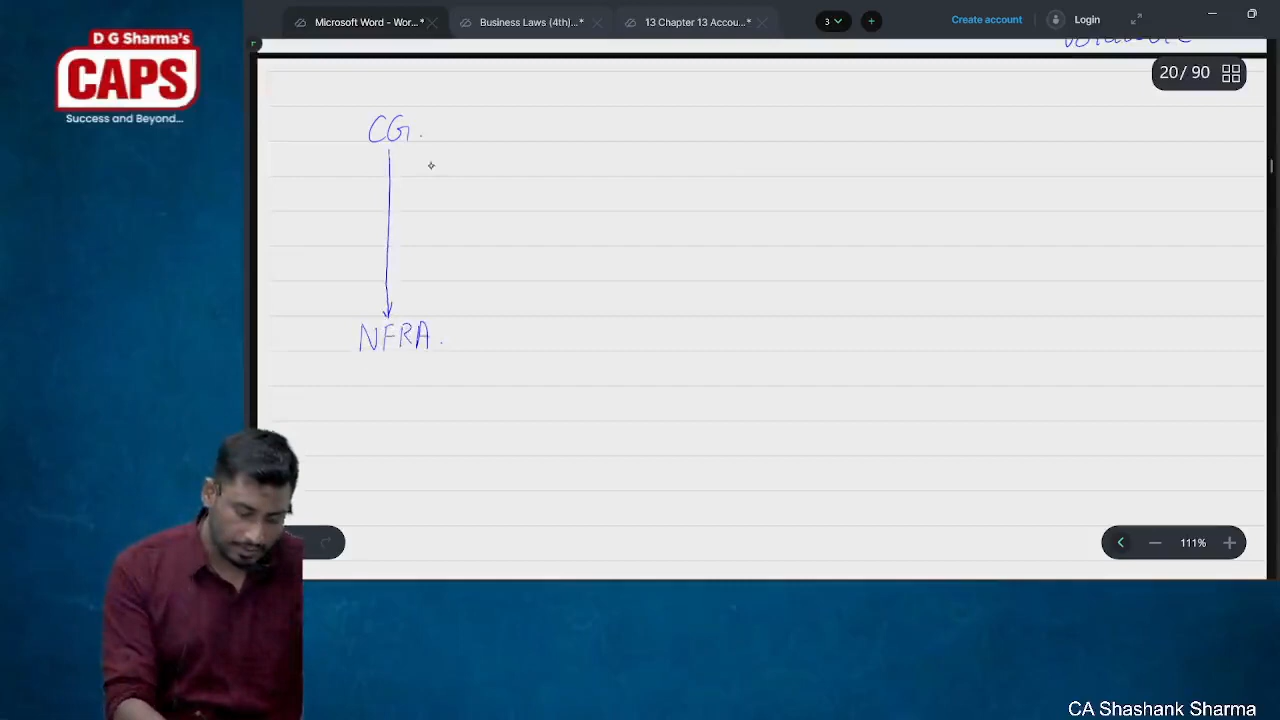 D G Sharma's
CAPS
Success and Beyond...
Microsoft Word - Wor...*
Business Laws (4th)...*
13 Chapter 13 Accou...*
3
Create account
Login
20/ 90
CG.
NFRA.
111%
CA Shashank Sharma